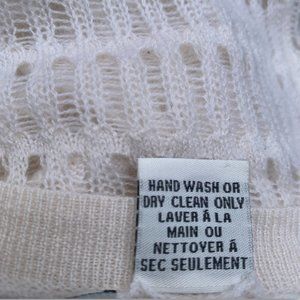 HAND WASH OR
DRY CLEAN ONLY
LAVER Á LA
MAIN OU
NETTOYER Á
SEC SEULEMENT